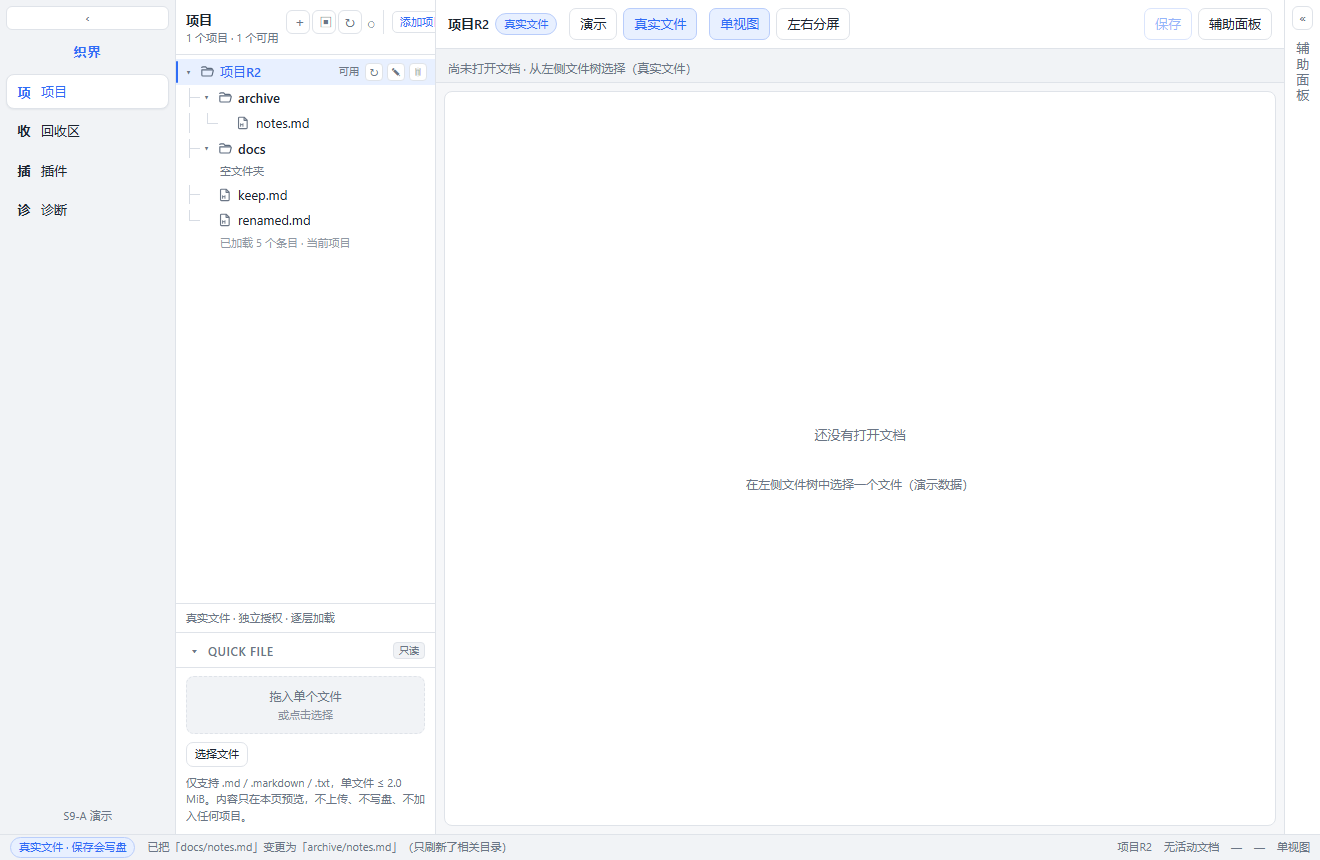 ‹
织界
项 项目
收 回收区
插 插件
诊 诊断
S9-A 演示
项目
1 个项目 · 1 个可用
添加项
项目R2 可用
archive
notes.md
docs
空文件夹
keep.md
renamed.md
已加载 5 个条目 · 当前项目
真实文件 · 独立授权 · 逐层加载
QUICK FILE 只读
拖入单个文件
或点击选择
选择文件
仅支持 .md / .markdown / .txt，单文件 ≤ 2.0
MiB。内容只在本页预览，不上传、不写盘、不加
入任何项目。
项目R2 真实文件 演示 真实文件 单视图 左右分屏 保存 辅助面板
尚未打开文档 · 从左侧文件树选择（真实文件）
还没有打开文档
在左侧文件树中选择一个文件（演示数据）
«
辅助面板
真实文件 · 保存会写盘 已把「docs/notes.md」变更为「archive/notes.md」（只刷新了相关目录） 项目R2 无活动文档 — — 单视图